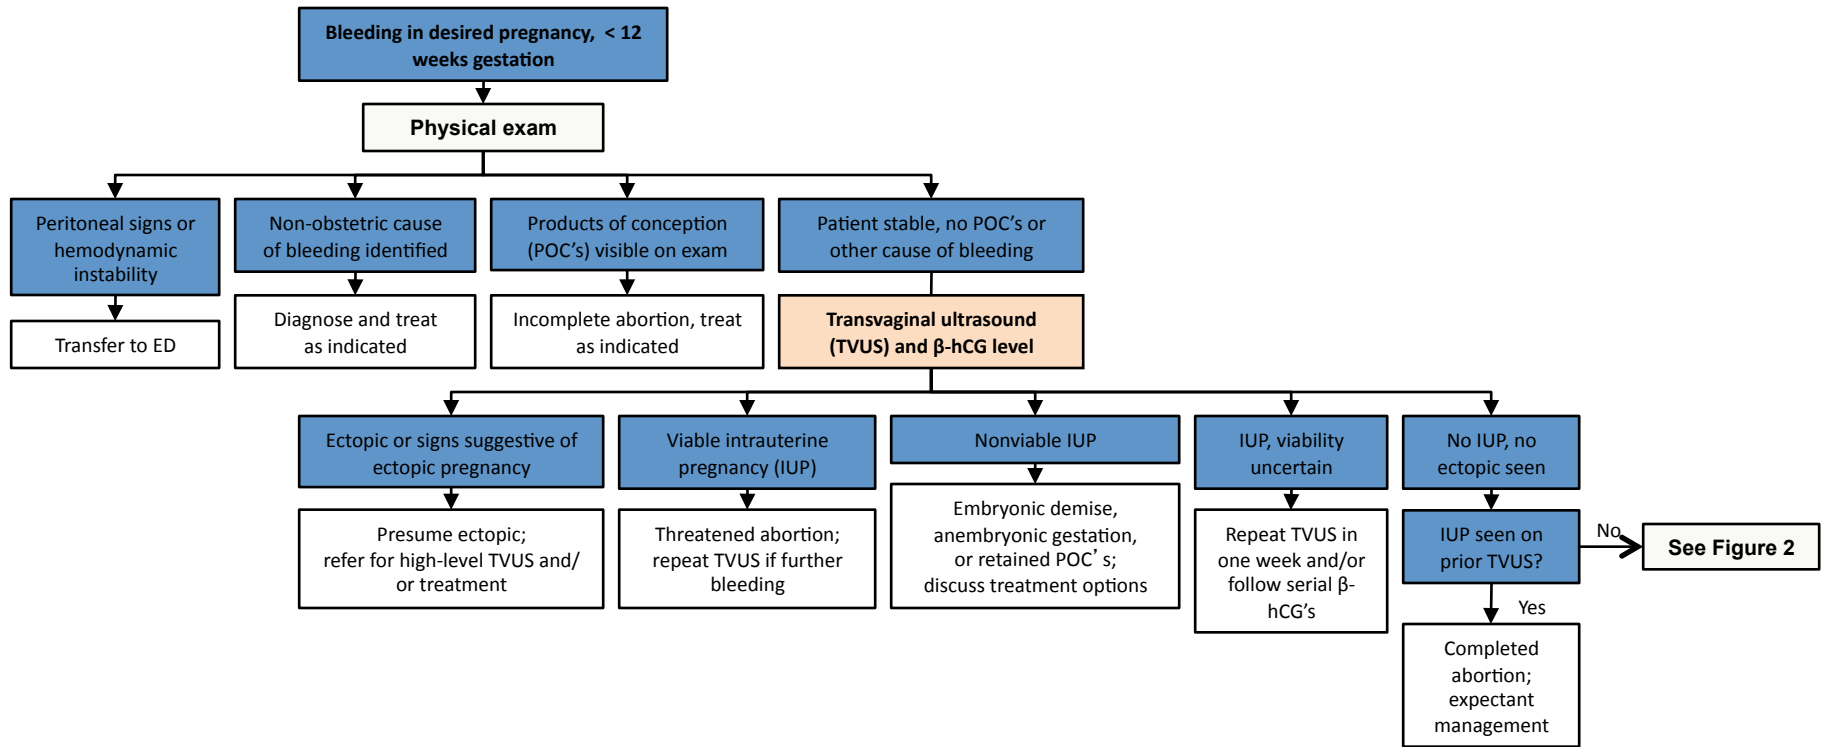 Bleeding in desired pregnancy, < 12
weeks gestation
Physical exam
Peritoneal signs or
hemodynamic
instability
Non-obstetric cause
of bleeding identified
Products of conception
(POC's) visible on exam
Patient stable, no POC's or
other cause of bleeding
Transfer to ED
Diagnose and treat
as indicated
Incomplete abortion, treat
as indicated
Transvaginal ultrasound
(TVUS) and β-hCG level
Ectopic or signs suggestive of
ectopic pregnancy
Viable intrauterine
pregnancy (IUP)
Nonviable IUP
IUP, viability
uncertain
No IUP, no
ectopic seen
Presume ectopic;
refer for high-level TVUS and/
or treatment
Threatened abortion;
repeat TVUS if further
bleeding
Embryonic demise,
anembryonic gestation,
or retained POC's;
discuss treatment options
Repeat TVUS in
one week and/or
follow serial β-
hCG's
IUP seen on
prior TVUS?
No
See Figure 2
Yes
Completed
abortion;
expectant
management